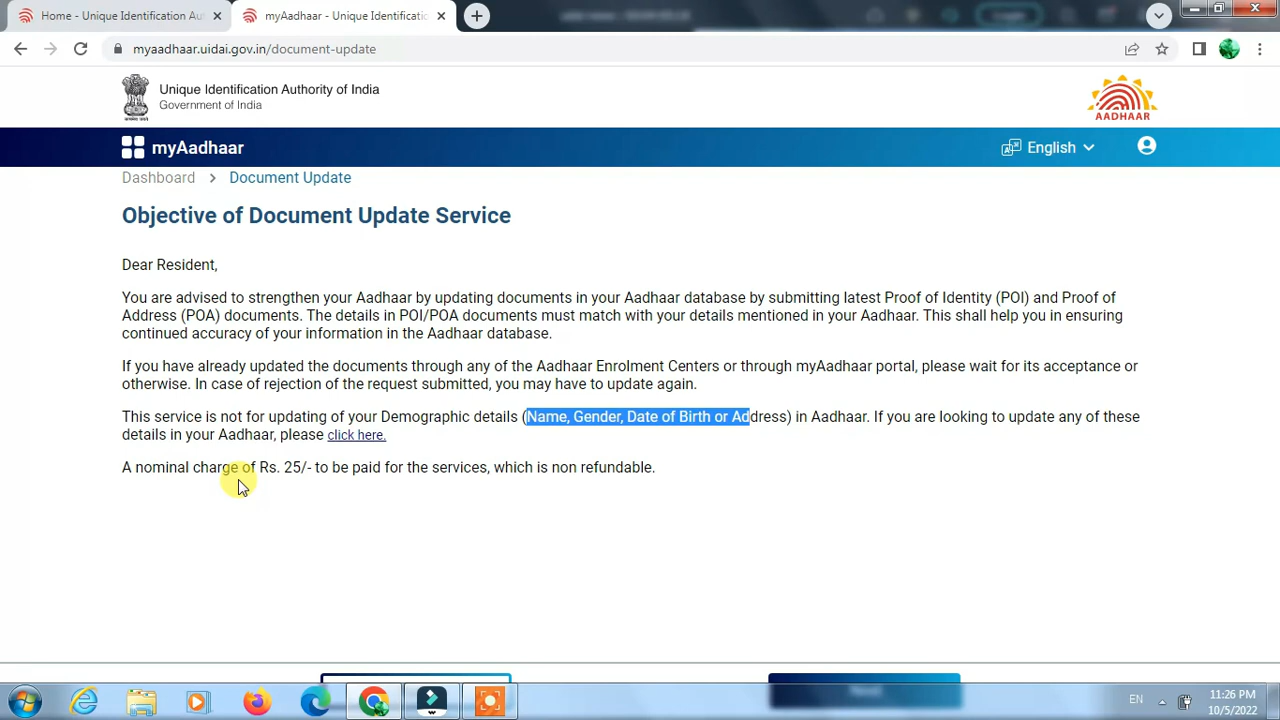 Home - Unique Identification Aut
myAadhaar - Unique Identificatio
myaadhaar.uidai.gov.in/document-update
Unique Identification Authority of India
Government of India
AADHAAR
myAadhaar
English
Dashboard > Document Update
Objective of Document Update Service
Dear Resident,
You are advised to strengthen your Aadhaar by updating documents in your Aadhaar database by submitting latest Proof of Identity (POI) and Proof of
Address (POA) documents. The details in POI/POA documents must match with your details mentioned in your Aadhaar. This shall help you in ensuring
continued accuracy of your information in the Aadhaar database.
If you have already updated the documents through any of the Aadhaar Enrolment Centers or through myAadhaar portal, please wait for its acceptance or
otherwise. In case of rejection of the request submitted, you may have to update again.
This service is not for updating of your Demographic details (Name, Gender, Date of Birth or Address) in Aadhaar. If you are looking to update any of these
details in your Aadhaar, please click here.
A nominal charge of Rs. 25/- to be paid for the services, which is non refundable.
Next
EN
11:26 PM
10/5/2022